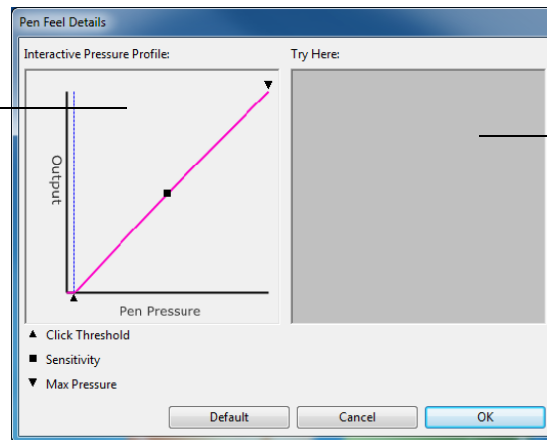 Pen Feel Details
Interactive Pressure Profile:
Try Here:
Output
Pen Pressure
▲ Click Threshold
■ Sensitivity
▼ Max Pressure
Default
Cancel
OK